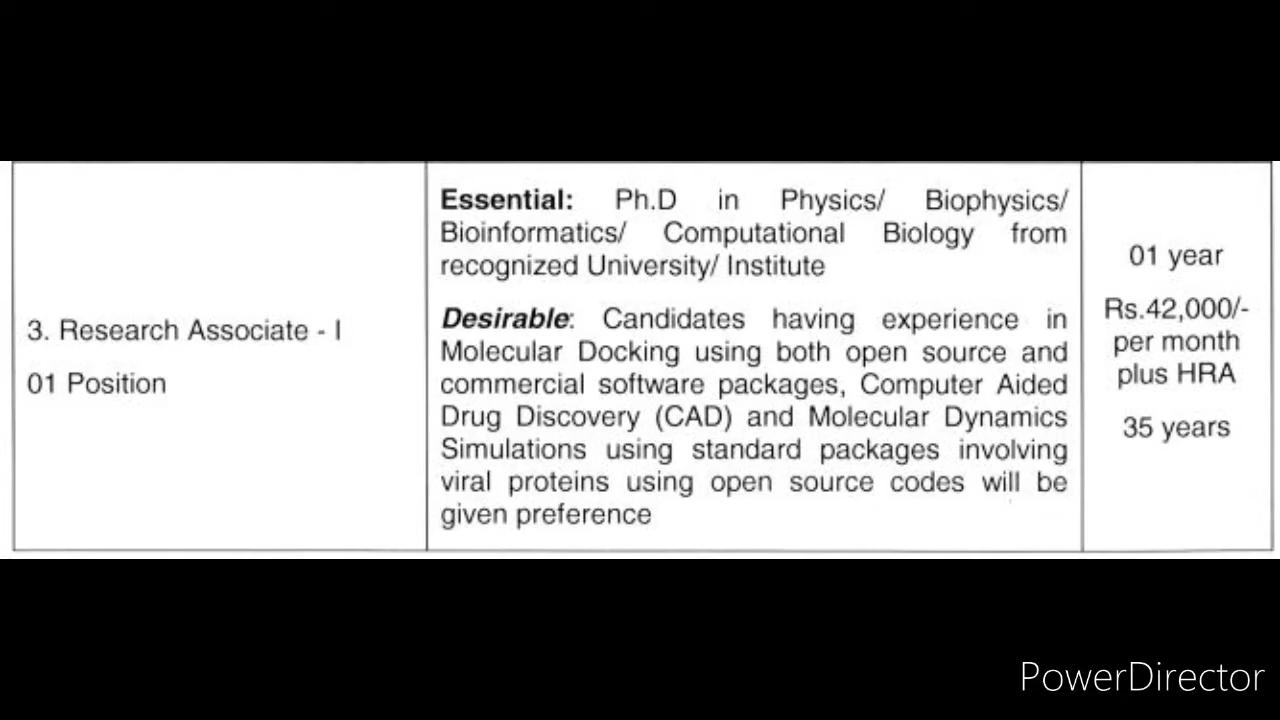 3. Research Associate - I
01 Position
Essential: Ph.D in Physics/ Biophysics/
Bioinformatics/ Computational Biology from
recognized University/ Institute
Desirable: Candidates having experience in
Molecular Docking using both open source and
commercial software packages, Computer Aided
Drug Discovery (CAD) and Molecular Dynamics
Simulations using standard packages involving
viral proteins using open source codes will be
given preference
01 year
Rs.42,000/-
per month
plus HRA
35 years
PowerDirector